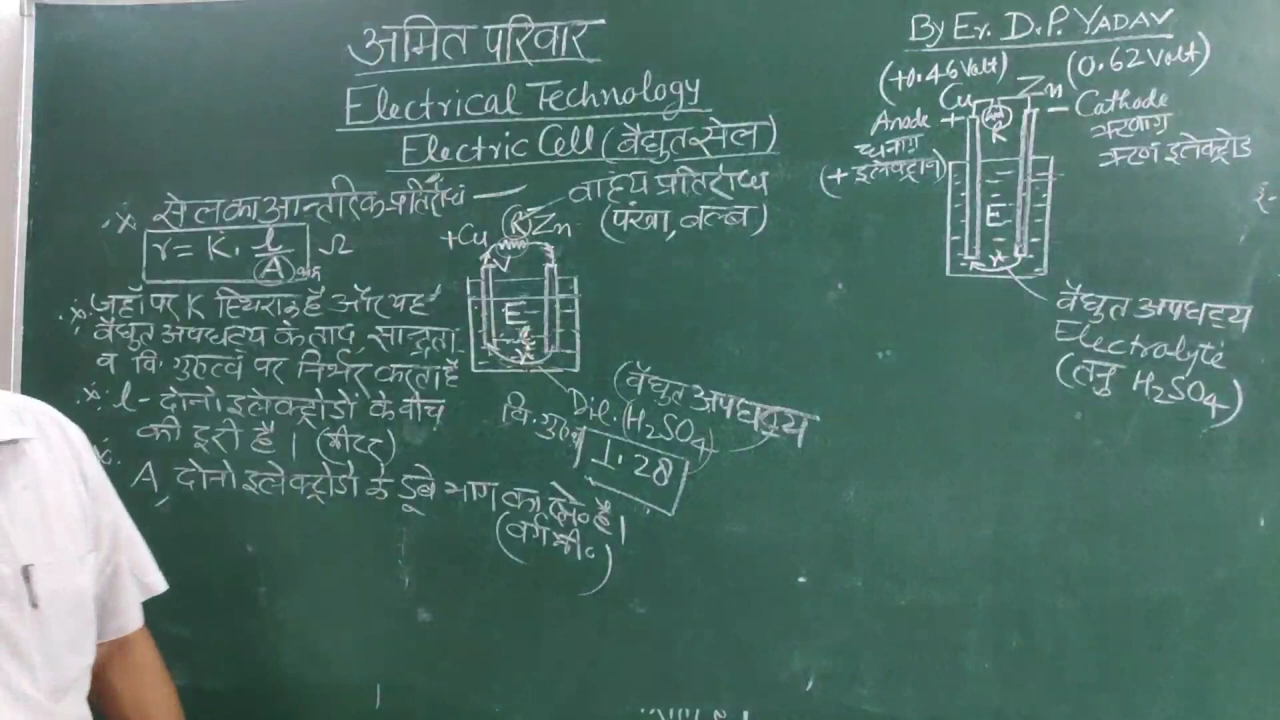 अमित परिवार
Electrical Technology
Electric Cell (वैद्युत सेल)
* सेल का आन्तरिक प्रतिरोध —
r = K . l/A Ω
* जहाँ पर K स्थिरांक है और यह
वैद्युत अपघट्य के ताप, सान्द्रता
व वि. गुरुत्व पर निर्भर करता है
* l - दोनो इलेक्ट्रोडों के बीच
की दूरी है। (मीटर)
* A, दोनो इलेक्ट्रोडो के डूबे भाग का क्षे० है।
(वर्ग मी०)
वाह्य प्रतिरोध
(पंखा, बल्ब)
+Cu R Zn
E
l
r
(वैद्युत अपघट्य
Dil. (H₂SO₄)
वि. गुरुत्व
1.28
By Er. D.P. YADAV
(+0.46 Volt) (0.62 Volt)
Cu Zn
Anode + R - Cathode
धनाग्र
ऋणाग्र
ऋण इलेक्ट्रोड
E
r
वैद्युत अपघट्य
Electrolyte
(तनु H₂SO₄)